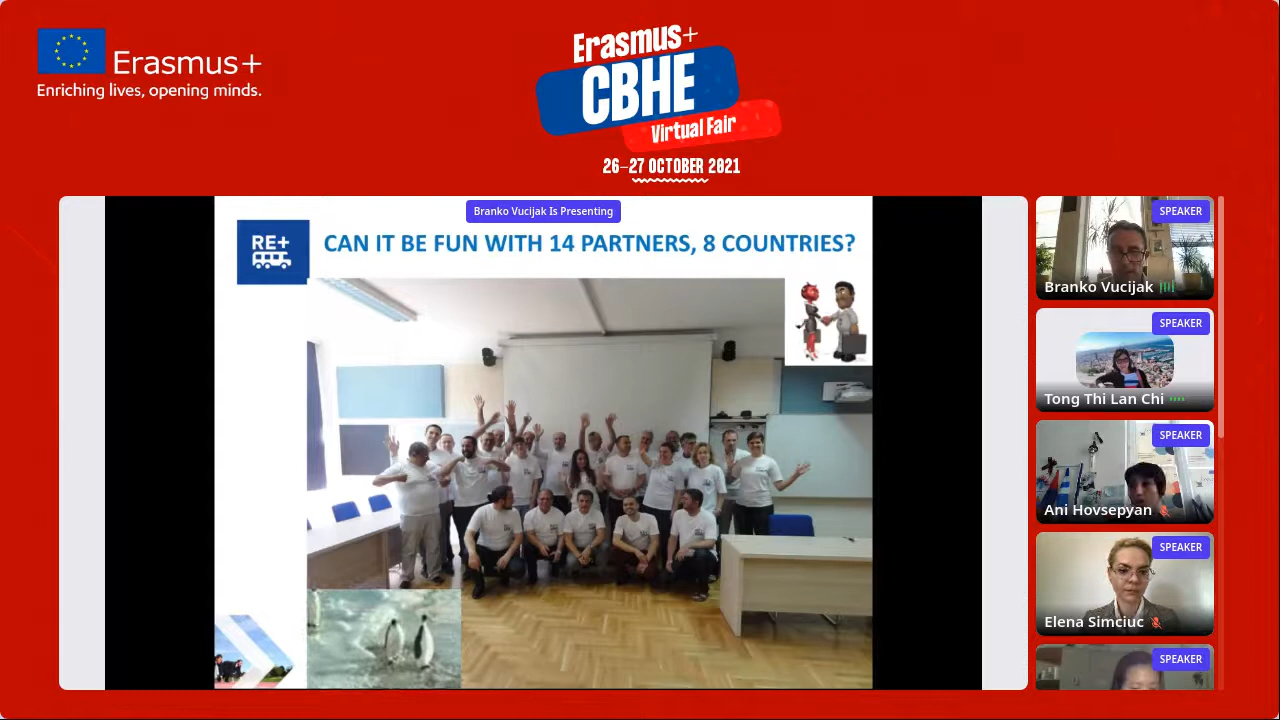 Erasmus+
Enriching lives, opening minds.
Erasmus+
CBHE
Virtual Fair
26–27 OCTOBER 2021
Branko Vucijak Is Presenting
RE+
CAN IT BE FUN WITH 14 PARTNERS, 8 COUNTRIES?
SPEAKER
Branko Vucijak
SPEAKER
Tong Thi Lan Chi
SPEAKER
Ani Hovsepyan
SPEAKER
Elena Simciuc
SPEAKER